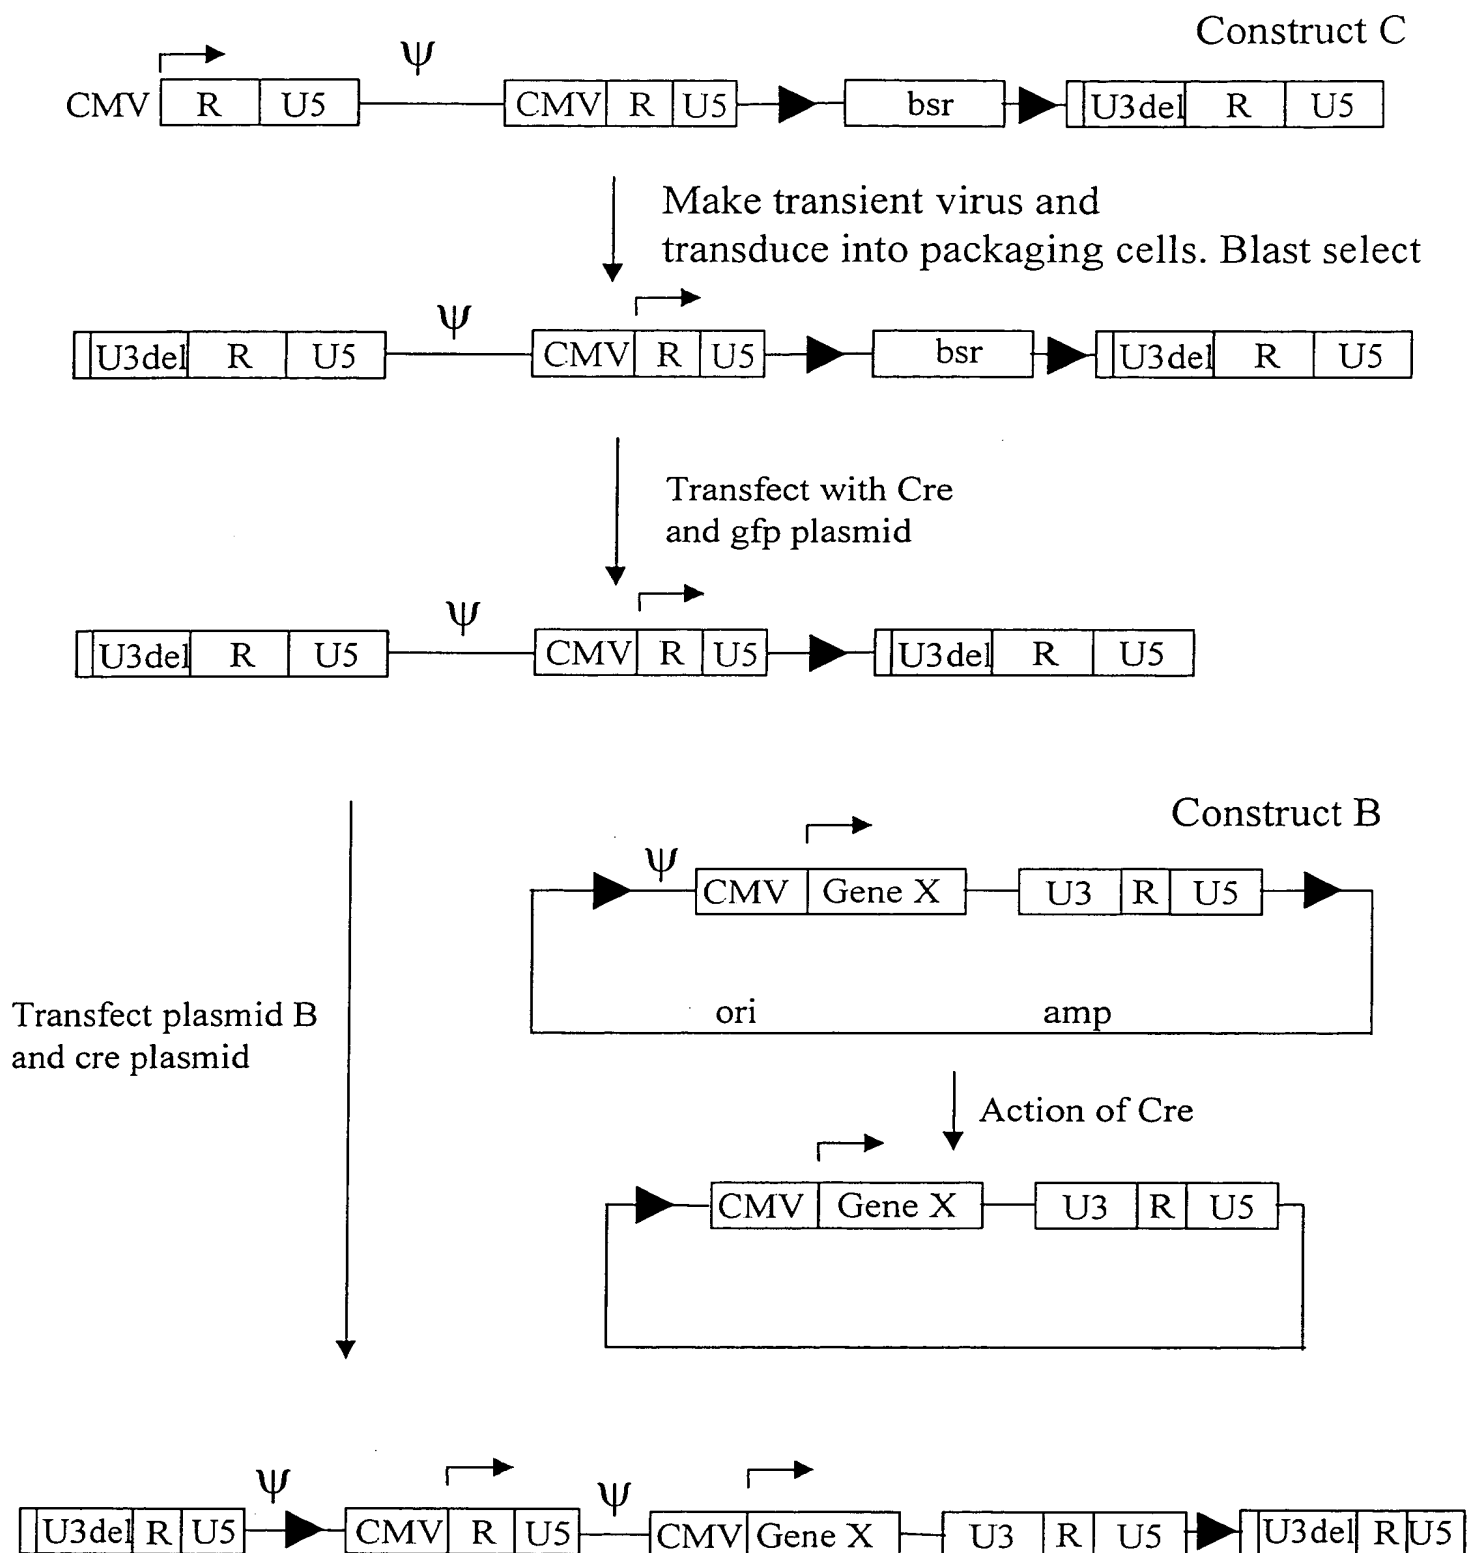 Construct C
ψ
CMV R U5 CMV R U5 bsr U3del R U5
Make transient virus and
transduce into packaging cells. Blast select
ψ
U3del R U5 CMV R U5 bsr U3del R U5
Transfect with Cre
and gfp plasmid
ψ
U3del R U5 CMV R U5 U3del R U5
Construct B
ψ
CMV Gene X U3 R U5
ori amp
Transfect plasmid B
and cre plasmid
Action of Cre
CMV Gene X U3 R U5
ψ ψ
U3del R U5 CMV R U5 CMV Gene X U3 R U5 U3del R U5